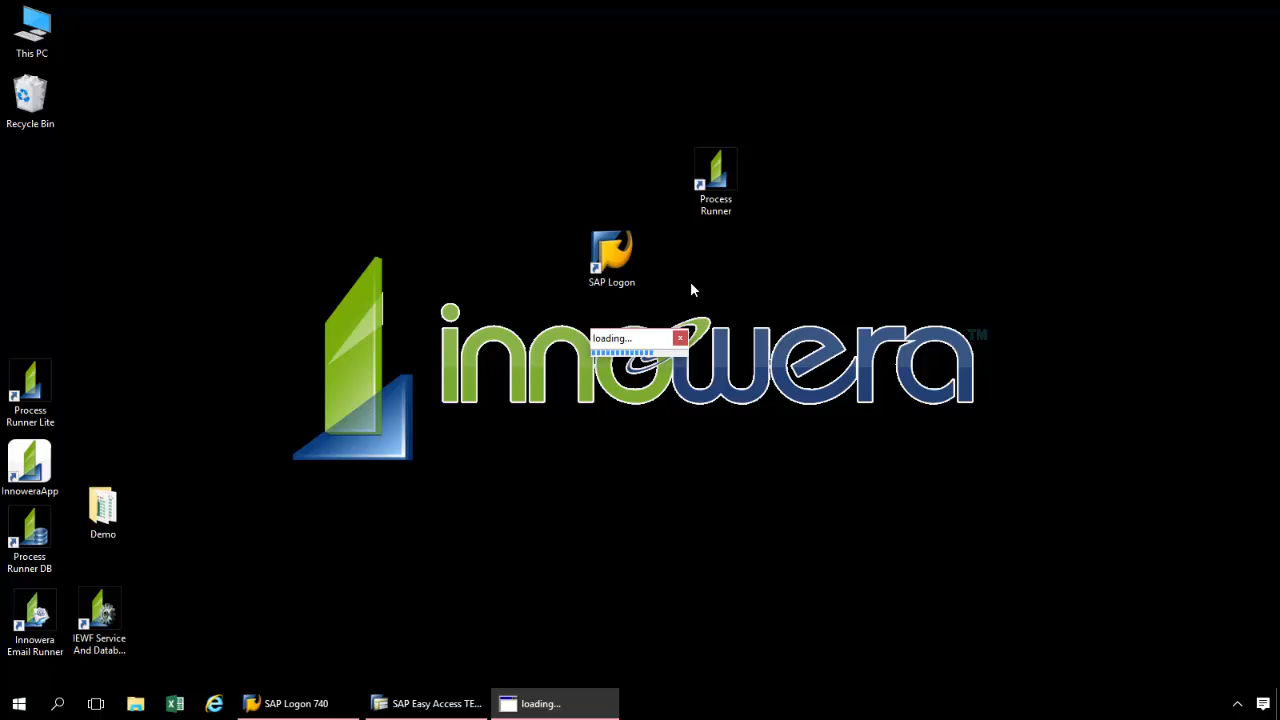 This PC
Recycle Bin
Process
Runner
SAP Logon
loading...
innowera™
Process
Runner Lite
InnoweraApp
Demo
Process
Runner DB
Innowera
Email Runner
IEWF Service
And Datab...
SAP Logon 740
SAP Easy Access TE...
loading...